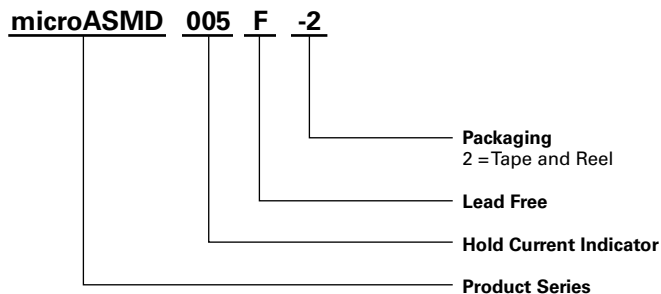 microASMD 005 F -2
Packaging
2 = Tape and Reel
Lead Free
Hold Current Indicator
Product Series